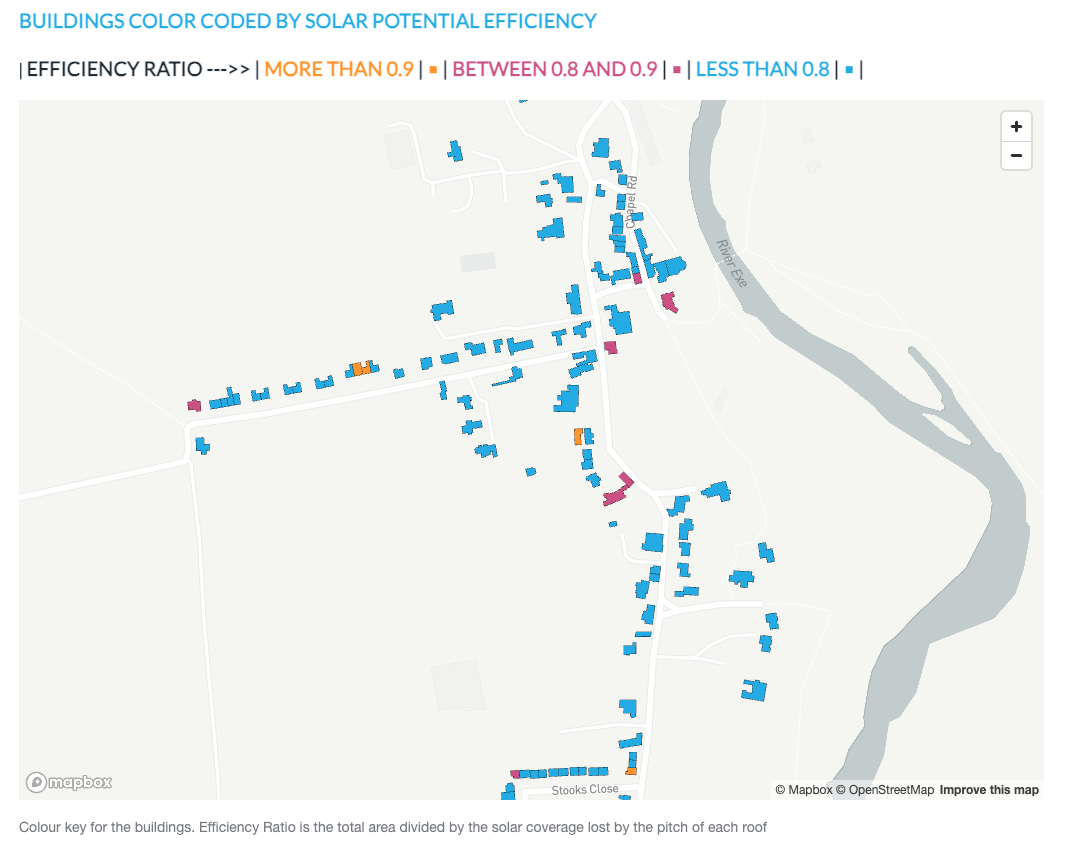 BUILDINGS COLOR CODED BY SOLAR POTENTIAL EFFICIENCY
| EFFICIENCY RATIO --->> | MORE THAN 0.9 | ▪ | BETWEEN 0.8 AND 0.9 | ▪ | LESS THAN 0.8 | ▪ |
+
−
Chapel Rd
River Exe
Stooks Close
mapbox
© Mapbox © OpenStreetMap Improve this map
Colour key for the buildings. Efficiency Ratio is the total area divided by the solar coverage lost by the pitch of each roof